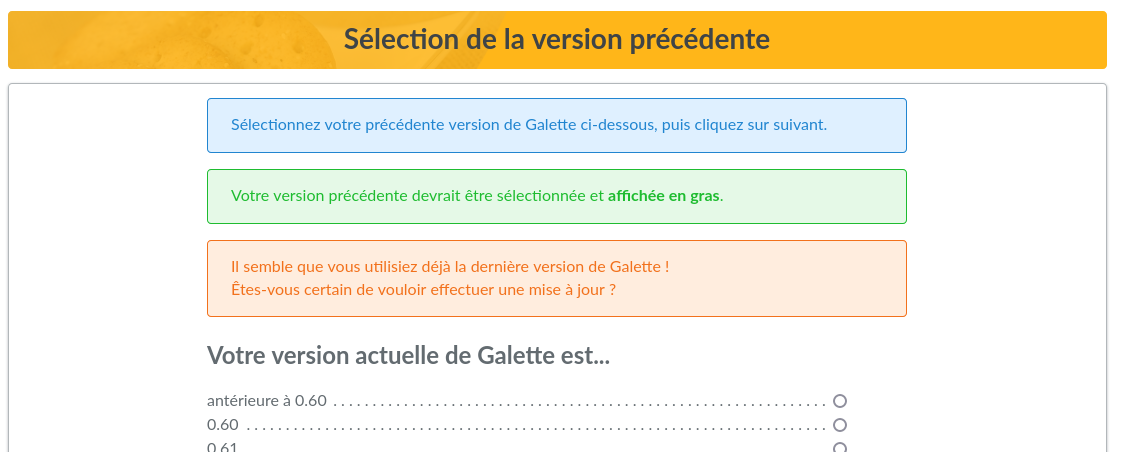 Sélection de la version précédente
Sélectionnez votre précédente version de Galette ci-dessous, puis cliquez sur suivant.
Votre version précédente devrait être sélectionnée et affichée en gras.
Il semble que vous utilisiez déjà la dernière version de Galette !
Êtes-vous certain de vouloir effectuer une mise à jour ?
Votre version actuelle de Galette est...
antérieure à 0.60
0.60
0.61